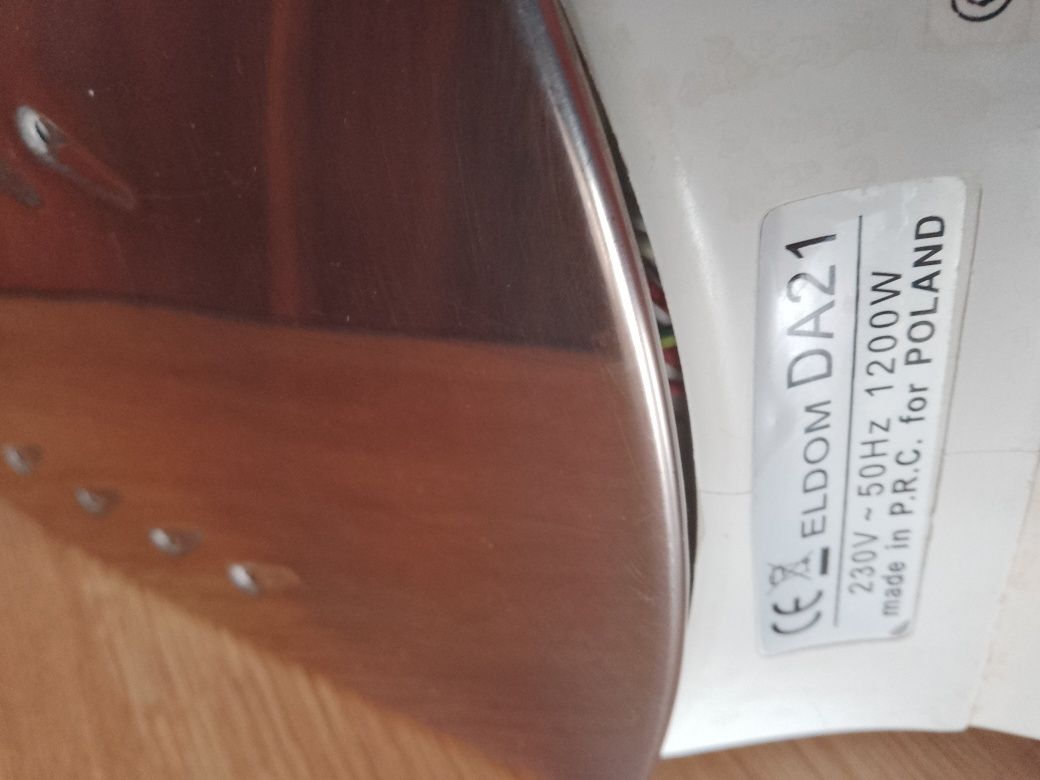 CE ELDOM DA21
230V ~ 50Hz 1200W
made in P.R.C. for POLAND